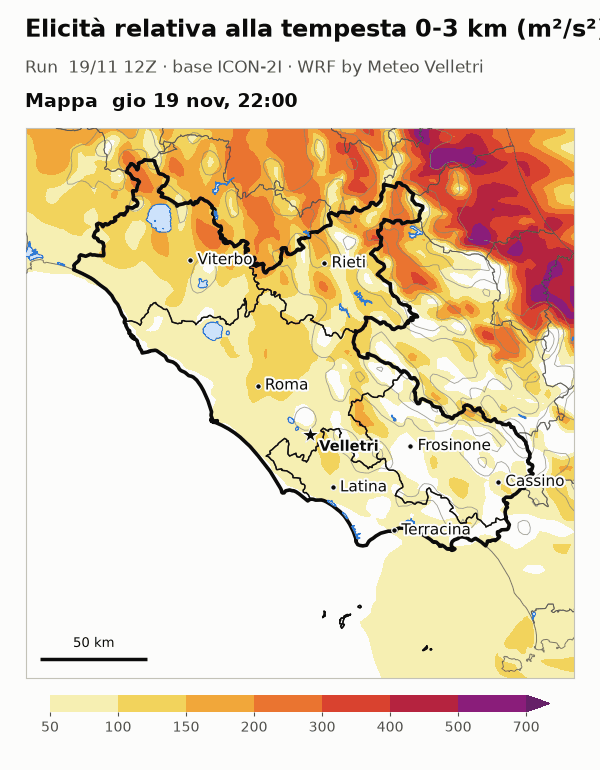 Elicità relativa alla tempesta 0-3 km (m²/s²)
Run 19/11 12Z · base ICON-2I · WRF by Meteo Velletri
Mappa gio 19 nov, 22:00
Viterbo
Rieti
Roma
Velletri
Frosinone
Latina
Cassino
Terracina
50 km
50 100 150 200 300 400 500 700